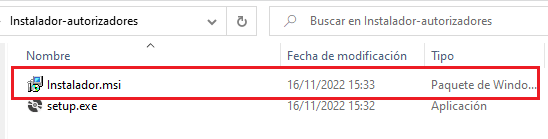 Instalador-autorizadores
Buscar en Instalador-autorizadores
Nombre Fecha de modificación Tipo
Instalador.msi 16/11/2022 15:33 Paquete de Windo...
setup.exe 16/11/2022 15:32 Aplicación